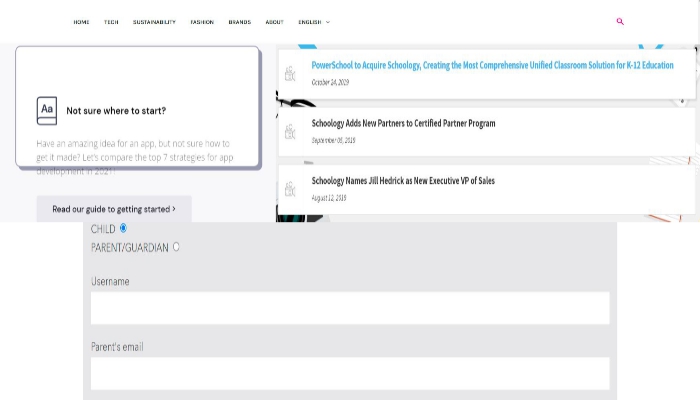 HOME TECH SUSTAINABILITY FASHION BRANDS ABOUT ENGLISH
Aa Not sure where to start?
Have an amazing idea for an app, but not sure how to
get it made? Let's compare the top 7 strategies for app
development in 2021!
Read our guide to getting started >
PowerSchool to Acquire Schoology, Creating the Most Comprehensive Unified Classroom Solution for K-12 Education
October 24, 2019
Schoology Adds New Partners to Certified Partner Program
September 05, 2019
Schoology Names Jill Hedrick as New Executive VP of Sales
August 12, 2019
CHILD
PARENT/GUARDIAN
Username
Parent's email